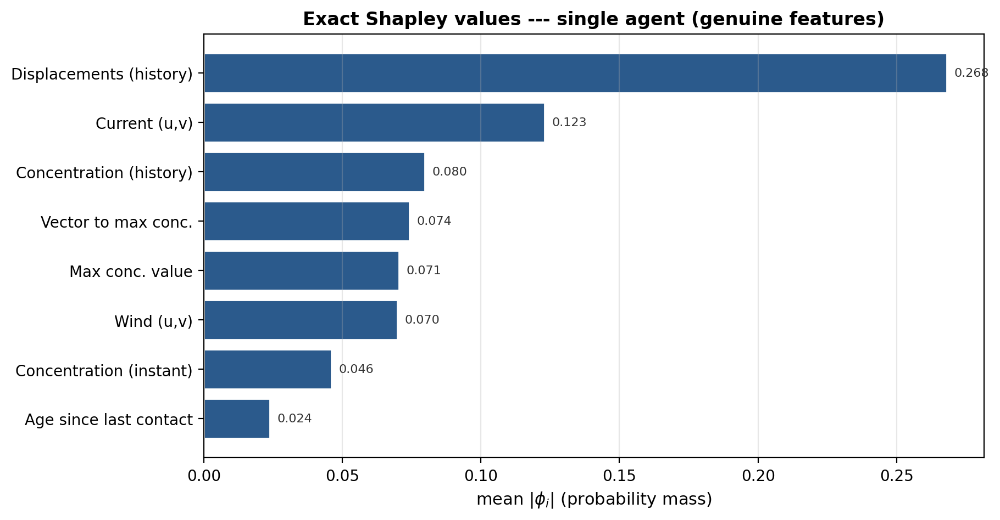 Exact Shapley values --- single agent (genuine features)
Displacements (history)
0.268
Current (u,v)
0.123
Concentration (history)
0.080
Vector to max conc.
0.074
Max conc. value
0.071
Wind (u,v)
0.070
Concentration (instant)
0.046
Age since last contact
0.024
0.00 0.05 0.10 0.15 0.20 0.25
mean |ϕᵢ| (probability mass)